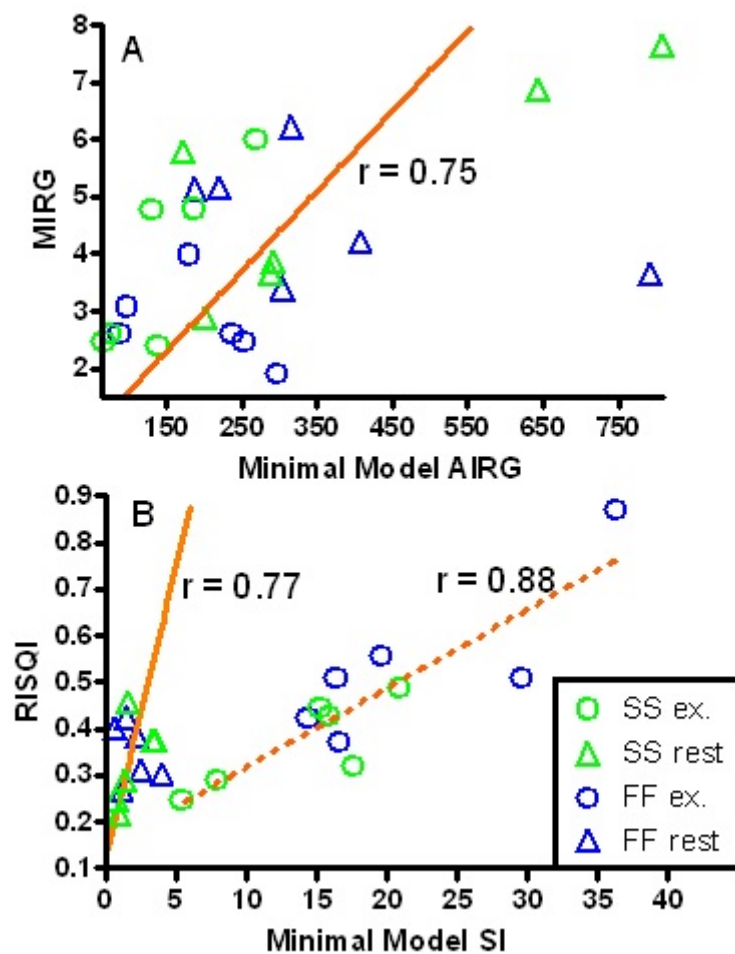 A
8
7
6
5
4
3
2
MIRG
r = 0.75
150 250 350 450 550 650 750
Minimal Model AIRG
B
0.9
0.8
0.7
0.6
0.5
0.4
0.3
0.2
0.1
RISQI
r = 0.77
r = 0.88
SS ex.
SS rest
FF ex.
FF rest
0 5 10 15 20 25 30 35 40
Minimal Model SI